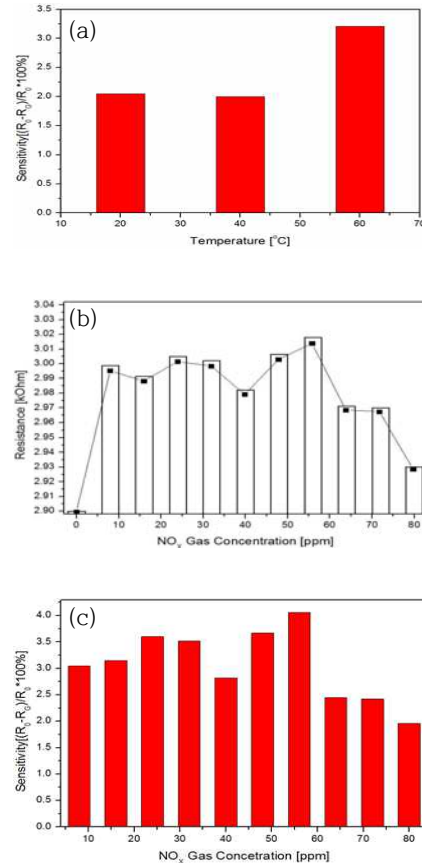 (a)
Sensitivity[(R0-R0)/R0*100%]
3.5
3.0
2.5
2.0
1.5
1.0
0.5
0.0
10 20 30 40 50 60 70
Temperature [°C]
(b)
Resistance [kOhm]
3.04
3.03
3.02
3.01
3.00
2.99
2.98
2.97
2.96
2.95
2.94
2.93
2.92
2.91
2.90
0 10 20 30 40 50 60 70 80
NOx Gas Concentration [ppm]
(c)
Sensitivity[(R0-R0)/R0*100%]
4.0
3.5
3.0
2.5
2.0
1.5
1.0
0.5
0.0
10 20 30 40 50 60 70 80
NOx Gas Concetration [ppm]